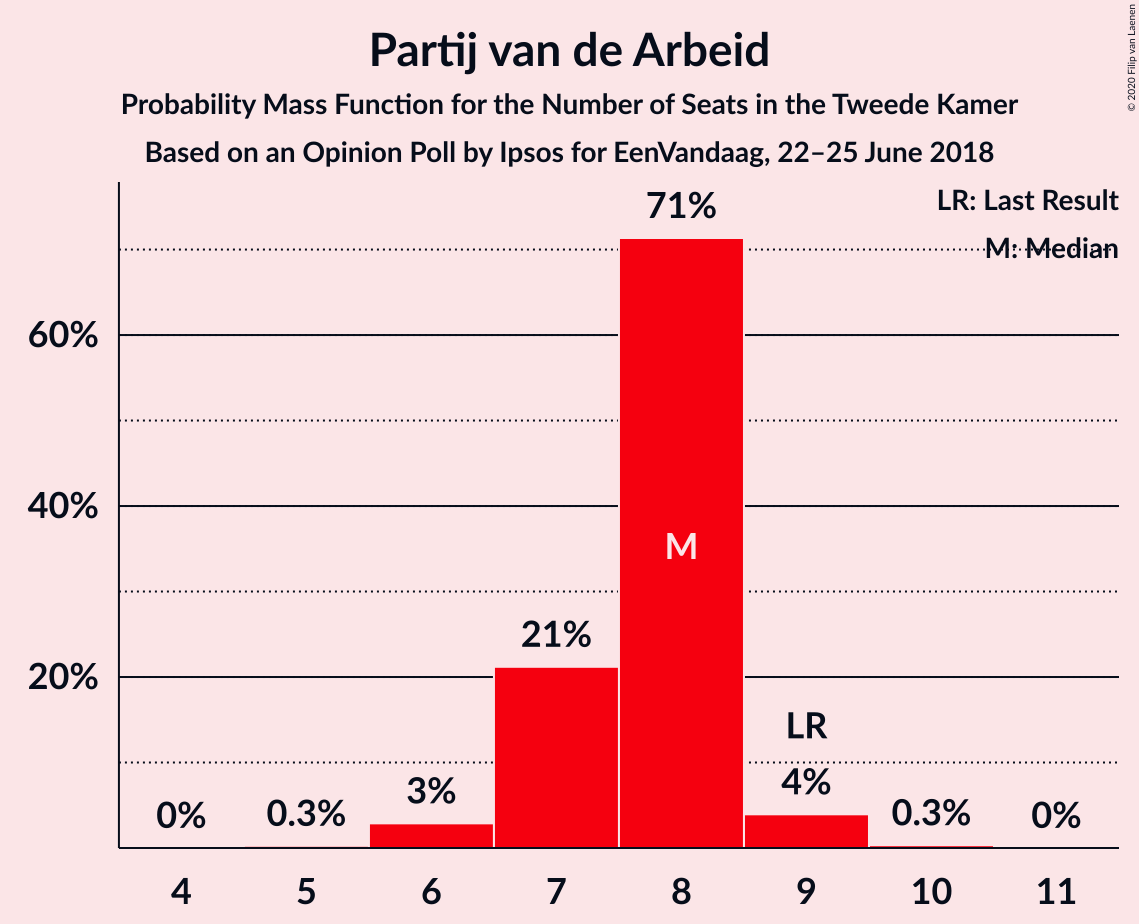 Partij van de Arbeid
Probability Mass Function for the Number of Seats in the Tweede Kamer
Based on an Opinion Poll by Ipsos for EenVandaag, 22–25 June 2018
© 2020 Filip van Laenen
LR: Last Result
M: Median
71%
60%
40%
M
21%
20%
LR
4%
3%
0%
0.3%
0.3%
0%
4 5 6 7 8 9 10 11